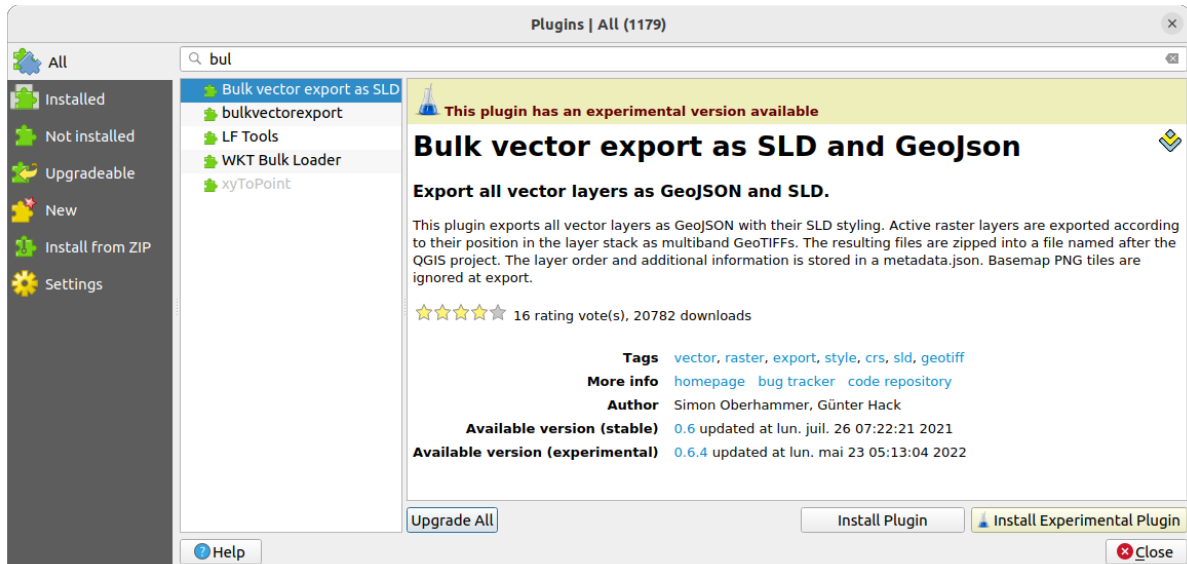 Plugins | All (1179)
All
Installed
Not installed
Upgradeable
New
Install from ZIP
Settings
bul
Bulk vector export as SLD
bulkvectorexport
LF Tools
WKT Bulk Loader
xyToPoint
This plugin has an experimental version available
Bulk vector export as SLD and GeoJson
Export all vector layers as GeoJSON and SLD.
This plugin exports all vector layers as GeoJSON with their SLD styling. Active raster layers are exported according
to their position in the layer stack as multiband GeoTIFFs. The resulting files are zipped into a file named after the
QGIS project. The layer order and additional information is stored in a metadata.json. Basemap PNG tiles are
ignored at export.
16 rating vote(s), 20782 downloads
Tags vector, raster, export, style, crs, sld, geotiff
More info homepage bug tracker code repository
Author Simon Oberhammer, Günter Hack
Available version (stable) 0.6 updated at lun. juil. 26 07:22:21 2021
Available version (experimental) 0.6.4 updated at lun. mai 23 05:13:04 2022
Upgrade All Install Plugin Install Experimental Plugin
Help Close